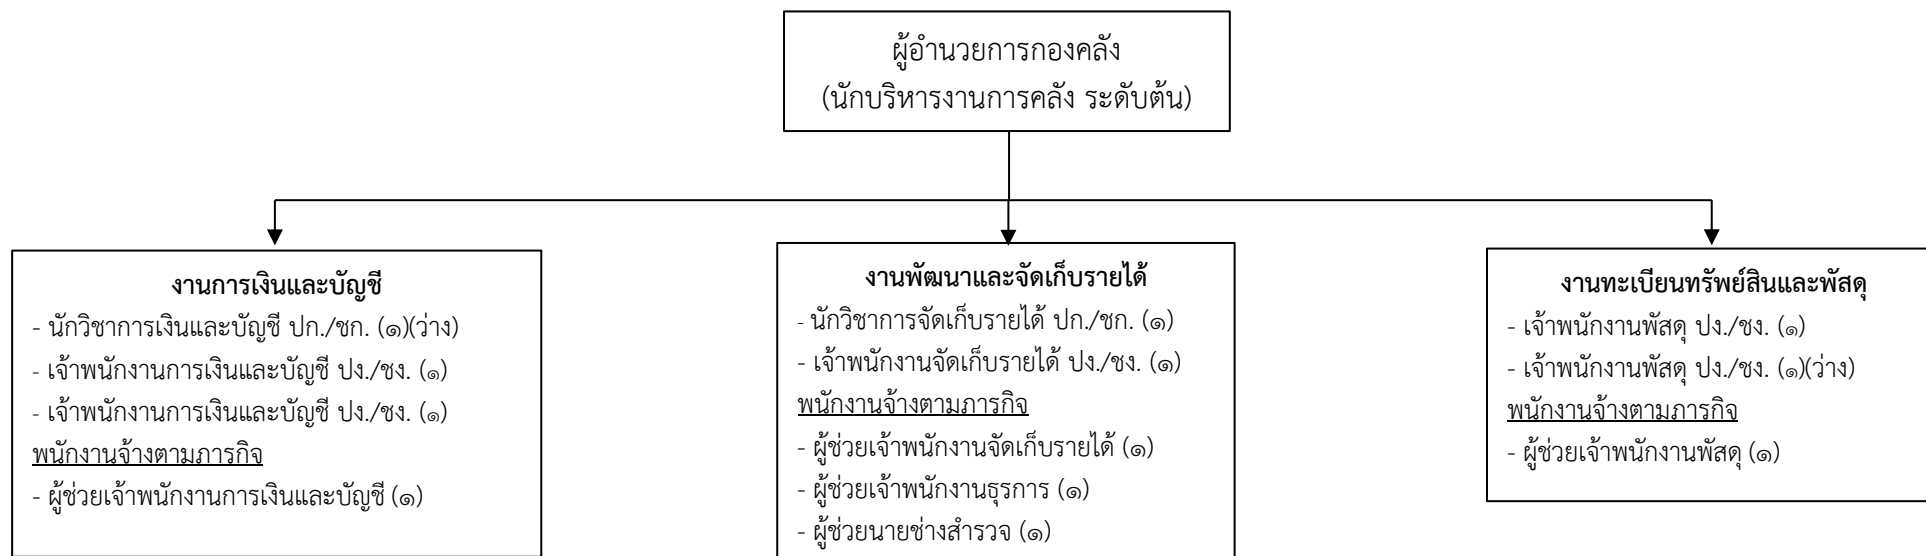 ผู้อำนวยการกองคลัง
(นักบริหารงานการคลัง ระดับต้น)
งานการเงินและบัญชี
- นักวิชาการเงินและบัญชี ปก./ชก. (๑)(ว่าง)
- เจ้าพนักงานการเงินและบัญชี ปง./ชง. (๑)
- เจ้าพนักงานการเงินและบัญชี ปง./ชง. (๑)
พนักงานจ้างตามภารกิจ
- ผู้ช่วยเจ้าพนักงานการเงินและบัญชี (๑)
งานพัฒนาและจัดเก็บรายได้
- นักวิชาการจัดเก็บรายได้ ปก./ชก. (๑)
- เจ้าพนักงานจัดเก็บรายได้ ปง./ชง. (๑)
พนักงานจ้างตามภารกิจ
- ผู้ช่วยเจ้าพนักงานจัดเก็บรายได้ (๑)
- ผู้ช่วยเจ้าพนักงานธุรการ (๑)
- ผู้ช่วยนายช่างสำรวจ (๑)
งานทะเบียนทรัพย์สินและพัสดุ
- เจ้าพนักงานพัสดุ ปง./ชง. (๑)
- เจ้าพนักงานพัสดุ ปง./ชง. (๑)(ว่าง)
พนักงานจ้างตามภารกิจ
- ผู้ช่วยเจ้าพนักงานพัสดุ (๑)